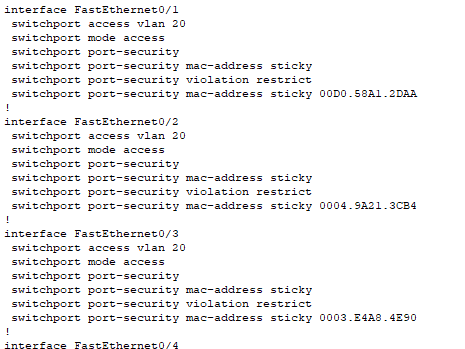 interface FastEthernet0/1
 switchport access vlan 20
 switchport mode access
 switchport port-security
 switchport port-security mac-address sticky
 switchport port-security violation restrict
 switchport port-security mac-address sticky 00D0.58A1.2DAA
!
interface FastEthernet0/2
 switchport access vlan 20
 switchport mode access
 switchport port-security
 switchport port-security mac-address sticky
 switchport port-security violation restrict
 switchport port-security mac-address sticky 0004.9A21.3CB4
!
interface FastEthernet0/3
 switchport access vlan 20
 switchport mode access
 switchport port-security
 switchport port-security mac-address sticky
 switchport port-security violation restrict
 switchport port-security mac-address sticky 0003.E4A8.4E90
!
interface FastEthernet0/4